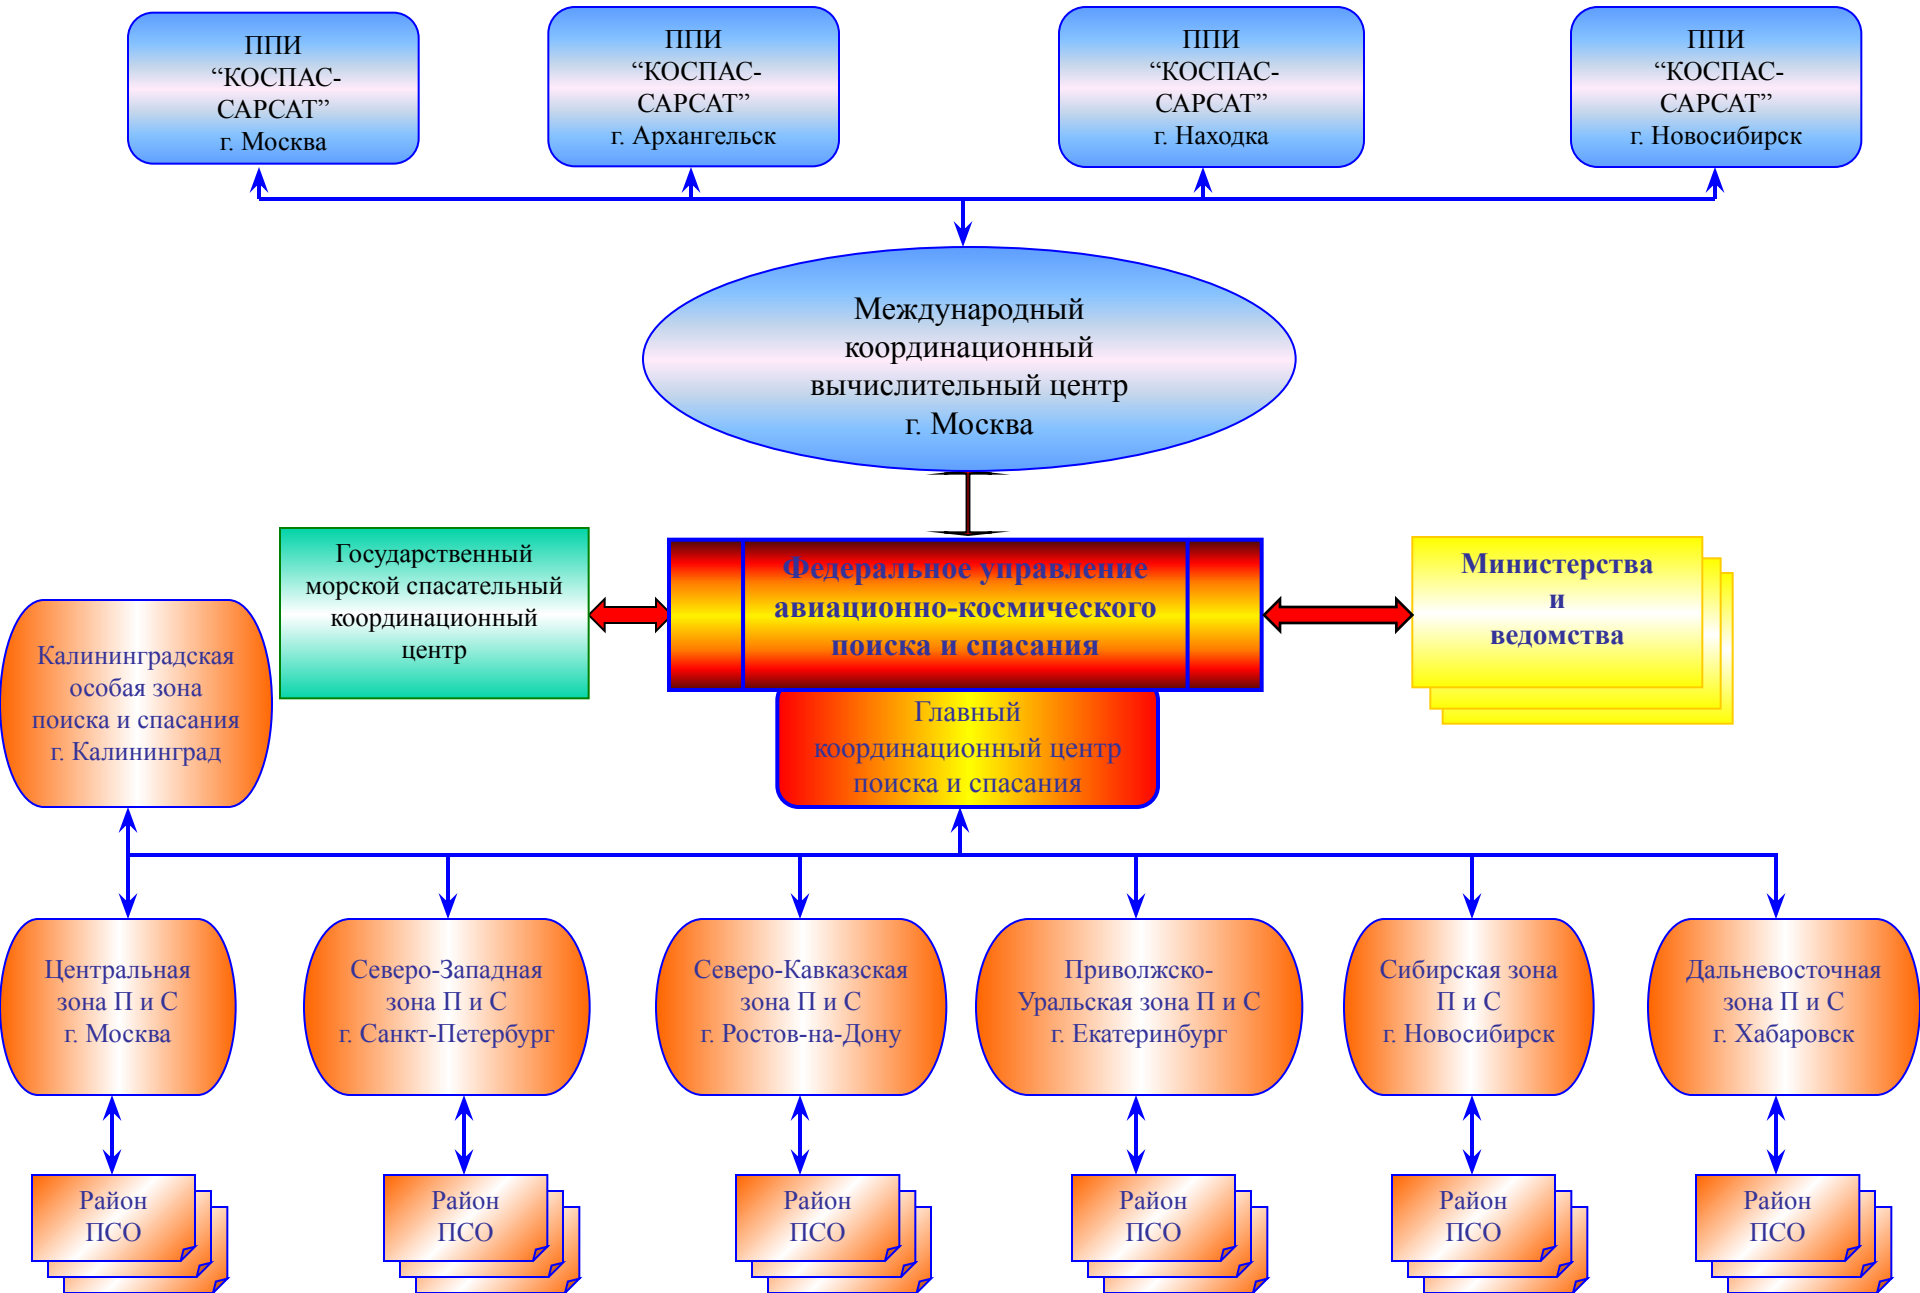 ППИ
“КОСПАС-
САРСАТ”
г. Москва
ППИ
“КОСПАС-
САРСАТ”
г. Архангельск
ППИ
“КОСПАС-
САРСАТ”
г. Находка
ППИ
“КОСПАС-
САРСАТ”
г. Новосибирск
Международный
координационный
вычислительный центр
г. Москва
Государственный
морской спасательный
координационный
центр
Федеральное управление
авиационно-космического
поиска и спасания
Министерства
и
ведомства
Калининградская
особая зона
поиска и спасания
г. Калининград
Главный
координационный центр
поиска и спасания
Центральная
зона П и С
г. Москва
Северо-Западная
зона П и С
г. Санкт-Петербург
Северо-Кавказская
зона П и С
г. Ростов-на-Дону
Приволжско-
Уральская зона П и С
г. Екатеринбург
Сибирская зона
П и С
г. Новосибирск
Дальневосточная
зона П и С
г. Хабаровск
Район
ПСО
Район
ПСО
Район
ПСО
Район
ПСО
Район
ПСО
Район
ПСО